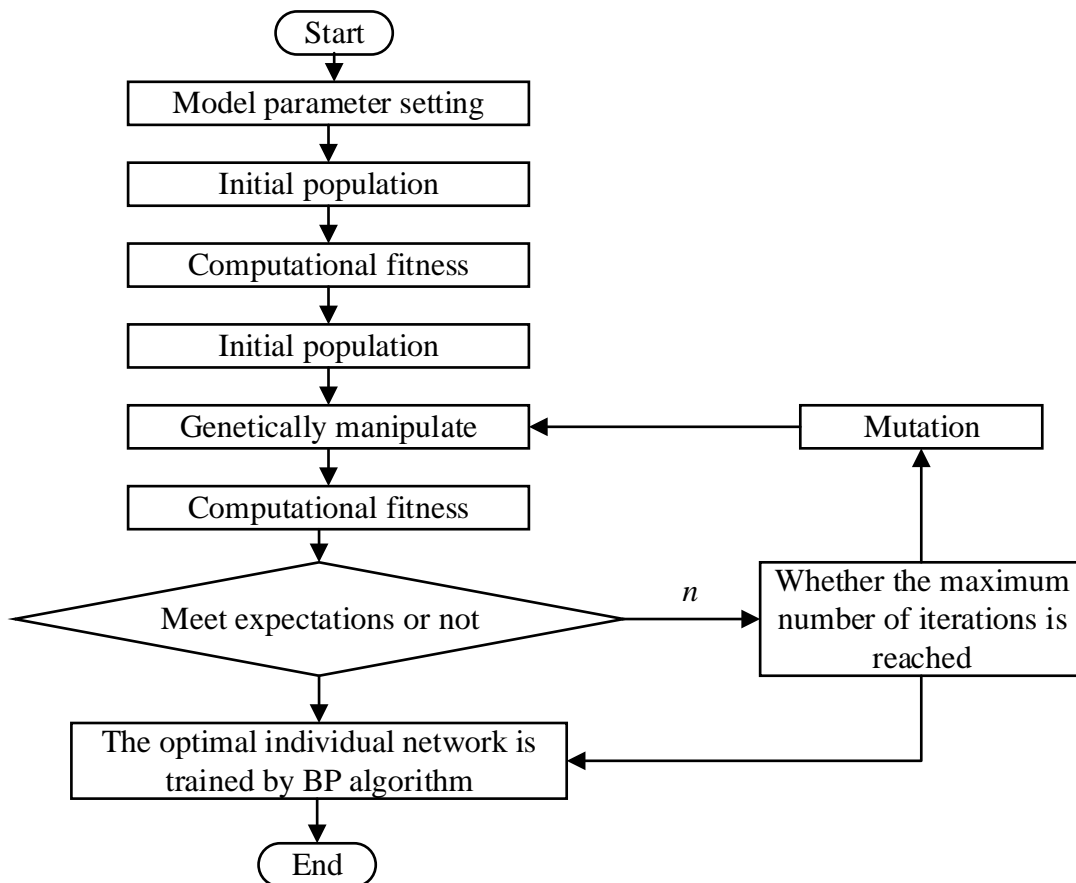 Start
Model parameter setting
Initial population
Computational fitness
Initial population
Genetically manipulate
Mutation
Computational fitness
Meet expectations or not
n
Whether the maximum
number of iterations is
reached
The optimal individual network is
trained by BP algorithm
End